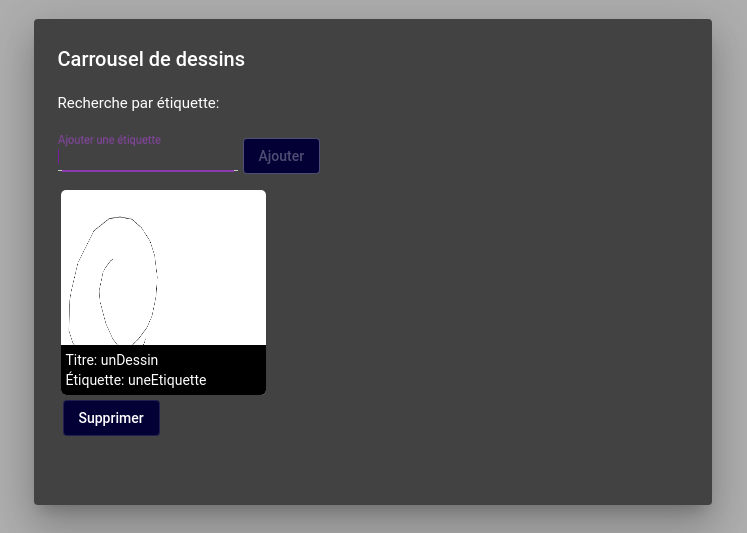 Carrousel de dessins
Recherche par étiquette:
Ajouter une étiquette
Ajouter
Titre: unDessin
Étiquette: uneEtiquette
Supprimer